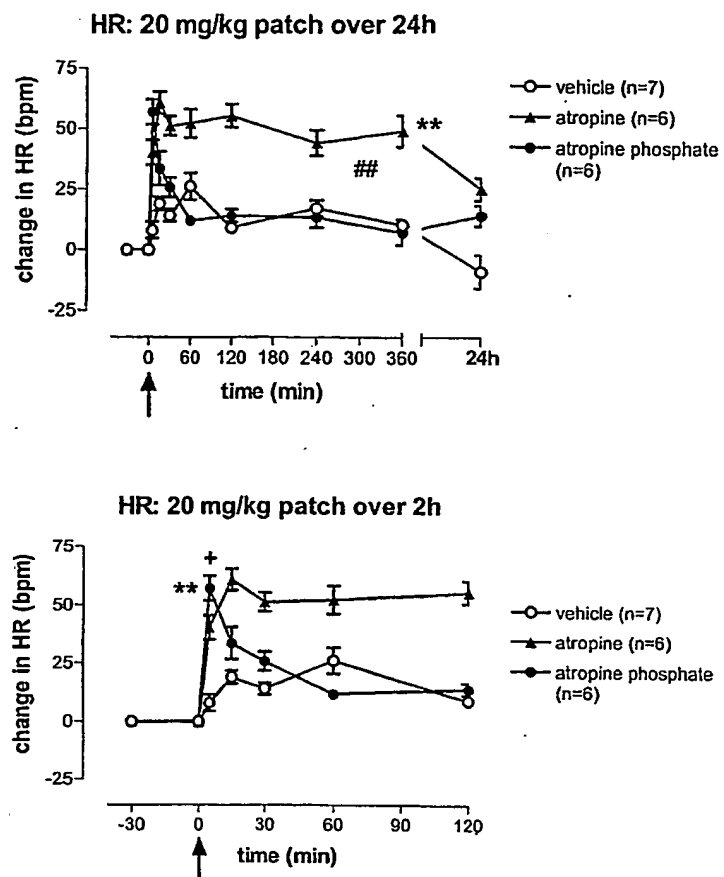 HR: 20 mg/kg patch over 24h
75
50
25
0
-25
change in HR (bpm)
**
##
vehicle (n=7)
atropine (n=6)
atropine phosphate
(n=6)
0 60 120 180 240 300 360 24h
time (min)
HR: 20 mg/kg patch over 2h
75
50
25
0
-25
change in HR (bpm)
+
**
vehicle (n=7)
atropine (n=6)
atropine phosphate
(n=6)
-30 0 30 60 90 120
time (min)